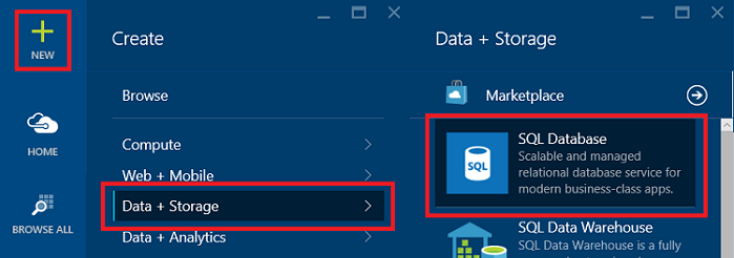 NEW
HOME
BROWSE ALL
Create
Browse
Compute
Web + Mobile
Data + Storage
Data + Analytics
Data + Storage
Marketplace
SQL
SQL Database
Scalable and managed
relational database service for
modern business-class apps.
SQL Data Warehouse
SQL Data Warehouse is a fully